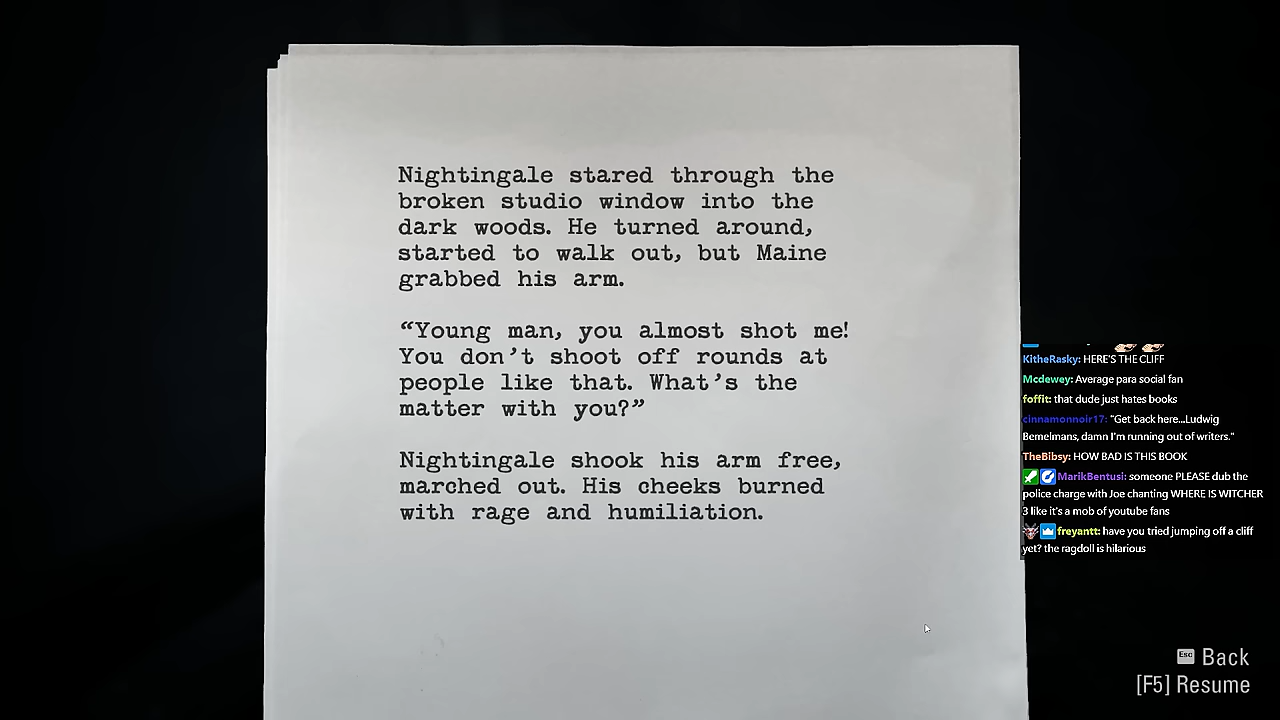 Nightingale stared through the
broken studio window into the
dark woods. He turned around,
started to walk out, but Maine
grabbed his arm.
“Young man, you almost shot me!
You don’t shoot off rounds at
people like that. What’s the
matter with you?”
Nightingale shook his arm free,
marched out. His cheeks burned
with rage and humiliation.
KitheRasky: HERE'S THE CLIFF
Mcdewey: Average para social fan
foffit: that dude just hates books
cinnamonnoir17: "Get back here...Ludwig
Bemelmans, damn I'm running out of writers."
TheBibsy: HOW BAD IS THIS BOOK
MarikBentusi: someone PLEASE dub the
police charge with Joe chanting WHERE IS WITCHER
3 like it's a mob of youtube fans
freyantt: have you tried jumping off a cliff
yet? the ragdoll is hilarious
Esc Back
[F5] Resume